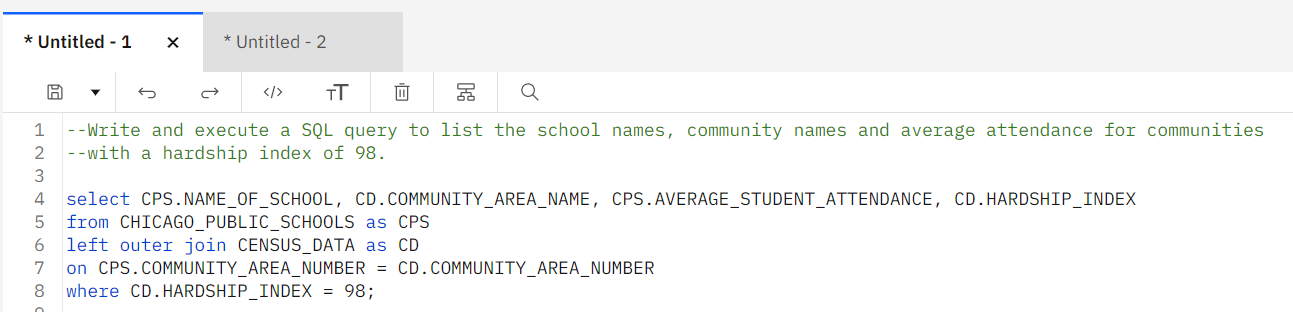 * Untitled - 1 × * Untitled - 2
</> TT
1 --Write and execute a SQL query to list the school names, community names and average attendance for communities
2 --with a hardship index of 98.
3
4 select CPS.NAME_OF_SCHOOL, CD.COMMUNITY_AREA_NAME, CPS.AVERAGE_STUDENT_ATTENDANCE, CD.HARDSHIP_INDEX
5 from CHICAGO_PUBLIC_SCHOOLS as CPS
6 left outer join CENSUS_DATA as CD
7 on CPS.COMMUNITY_AREA_NUMBER = CD.COMMUNITY_AREA_NUMBER
8 where CD.HARDSHIP_INDEX = 98;